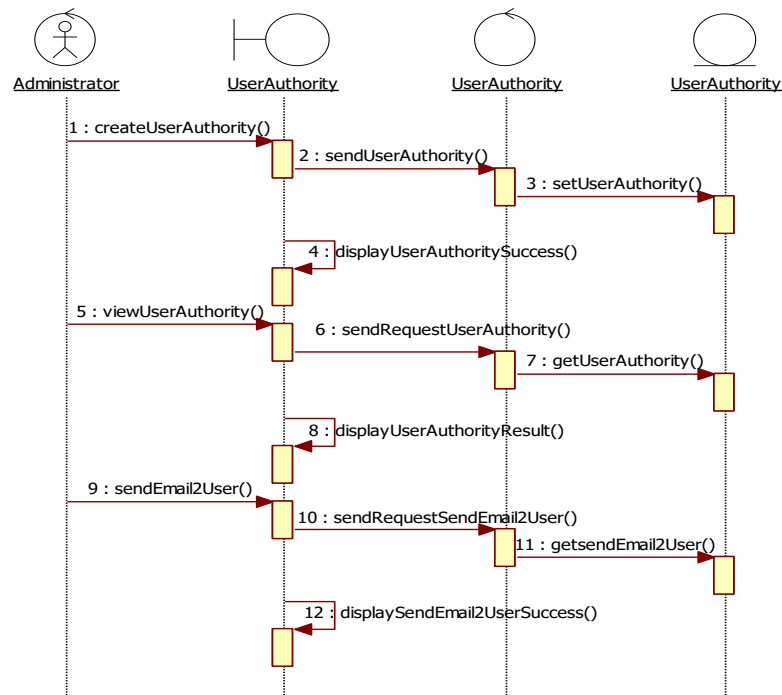 Administrator
UserAuthority
UserAuthority
UserAuthority
1 : createUserAuthority()
2 : sendUserAuthority()
3 : setUserAuthority()
4 : displayUserAuthoritySuccess()
5 : viewUserAuthority()
6 : sendRequestUserAuthority()
7 : getUserAuthority()
8 : displayUserAuthorityResult()
9 : sendEmail2User()
10 : sendRequestSendEmail2User()
11 : getsendEmail2User()
12 : displaySendEmail2UserSuccess()